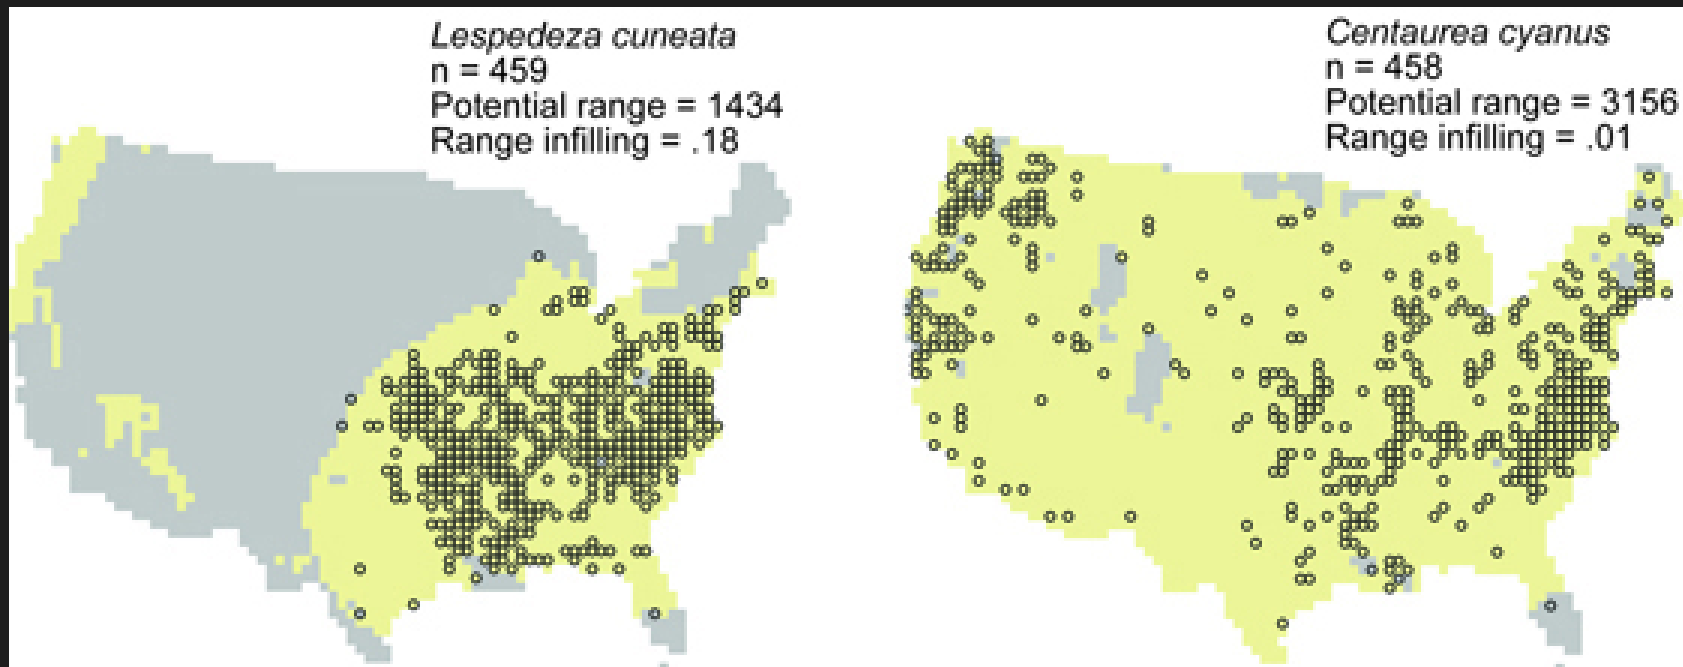 Lespedeza cuneata
n = 459
Potential range = 1434
Range infilling = .18
Centaurea cyanus
n = 458
Potential range = 3156
Range infilling = .01